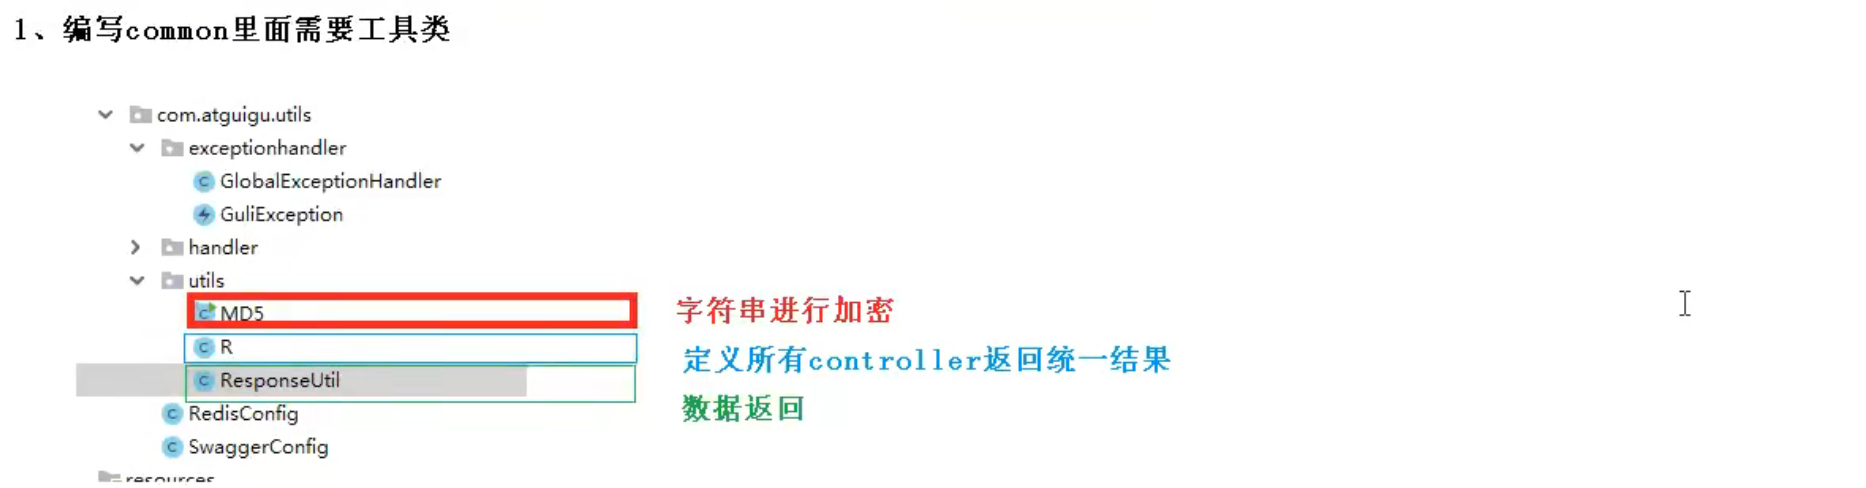 1、编写common里面需要工具类
com.atguigu.utils
exceptionhandler
GlobalExceptionHandler
GuliException
handler
utils
MD5 字符串进行加密
R 定义所有controller返回统一结果
ResponseUtil 数据返回
RedisConfig
SwaggerConfig
resources